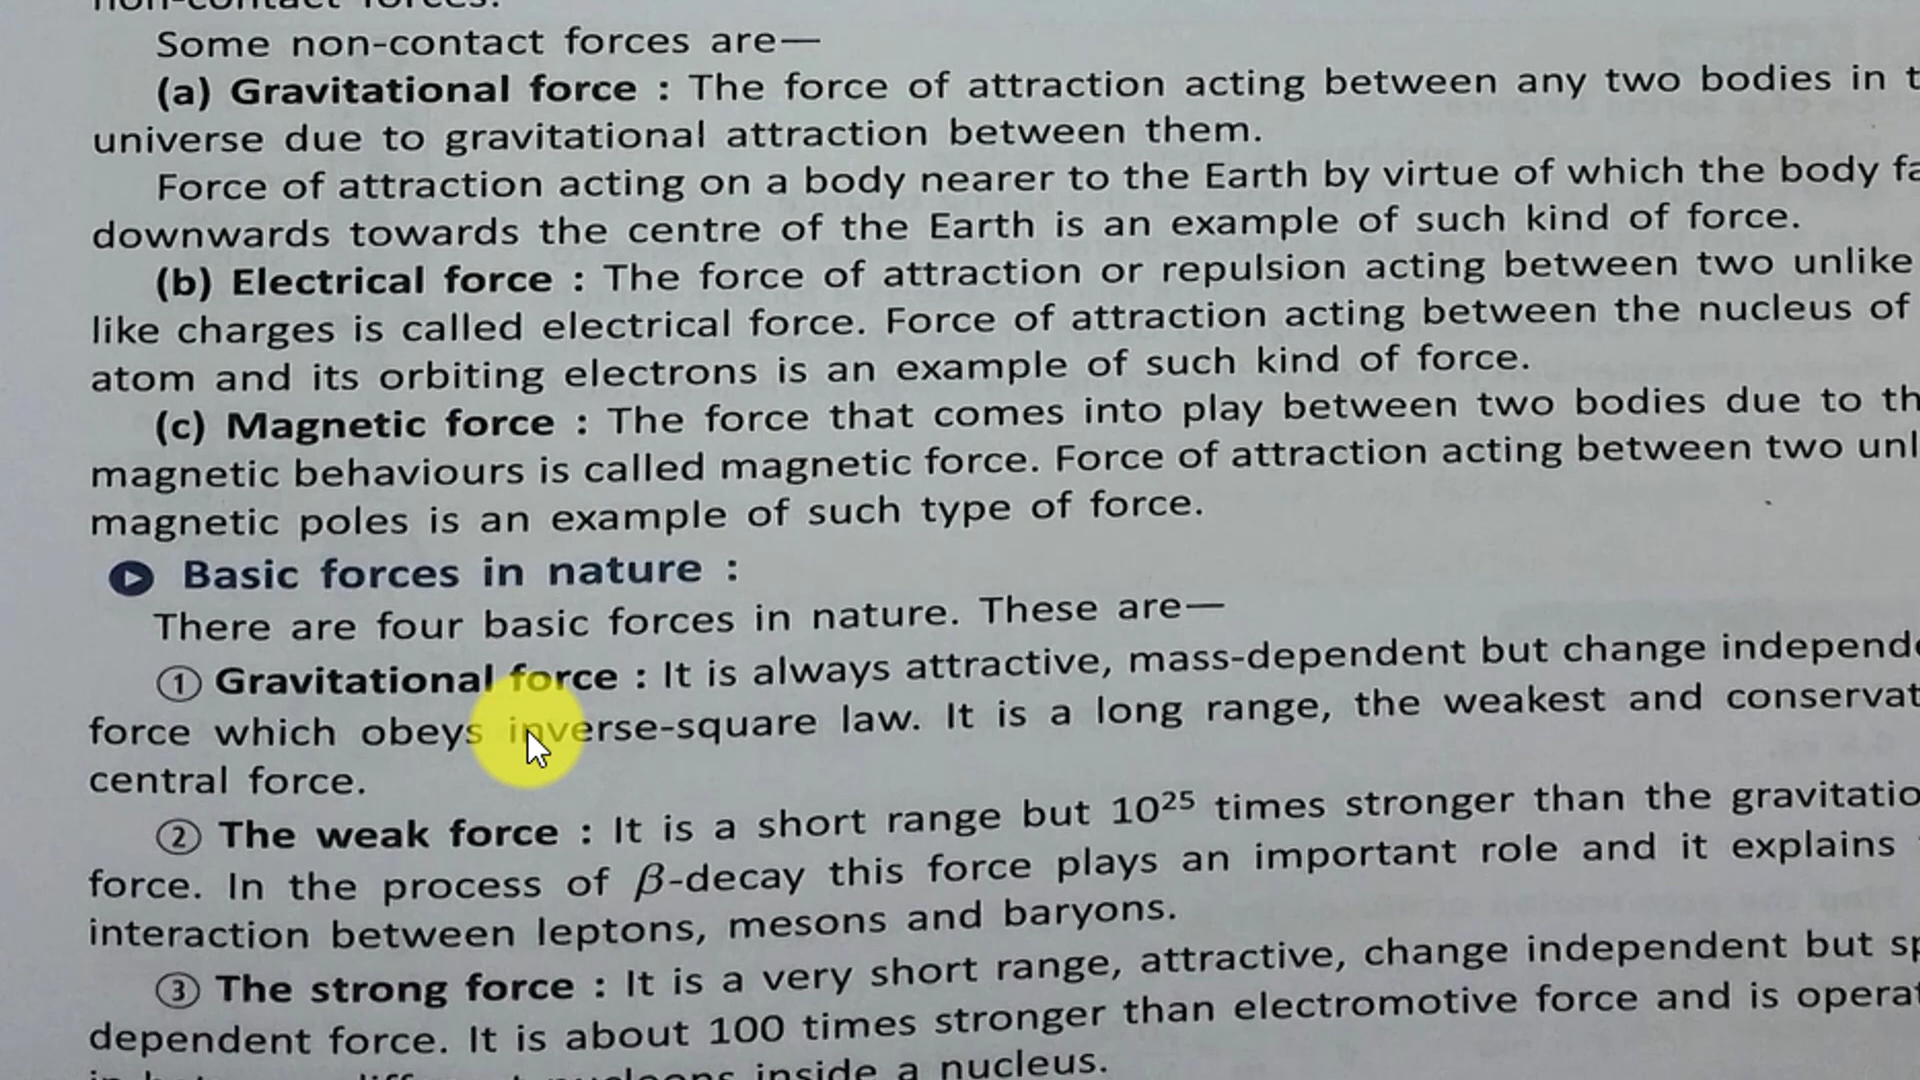 non-contact forces.
Some non-contact forces are—
(a) Gravitational force : The force of attraction acting between any two bodies in t
universe due to gravitational attraction between them.
Force of attraction acting on a body nearer to the Earth by virtue of which the body fa
downwards towards the centre of the Earth is an example of such kind of force.
(b) Electrical force : The force of attraction or repulsion acting between two unlike
like charges is called electrical force. Force of attraction acting between the nucleus of
atom and its orbiting electrons is an example of such kind of force.
(c) Magnetic force : The force that comes into play between two bodies due to th
magnetic behaviours is called magnetic force. Force of attraction acting between two unl
magnetic poles is an example of such type of force.
Basic forces in nature :
There are four basic forces in nature. These are—
① Gravitational force : It is always attractive, mass-dependent but change independe
force which obeys inverse-square law. It is a long range, the weakest and conservat
central force.
② The weak force : It is a short range but 10²⁵ times stronger than the gravitatio
force. In the process of β-decay this force plays an important role and it explains
interaction between leptons, mesons and baryons.
③ The strong force : It is a very short range, attractive, change independent but sp
dependent force. It is about 100 times stronger than electromotive force and is operat
nucleons inside a nucleus.